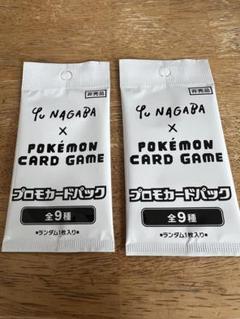 非売品
Yu NAGABA
×
POKÉMON
CARD GAME
プロモカードパック
全9種
*ランダム1枚入り*
非売品
Yu NAGABA
×
POKÉMON
CARD GAME
プロモカードパック
全9種
*ランダム1枚入り*